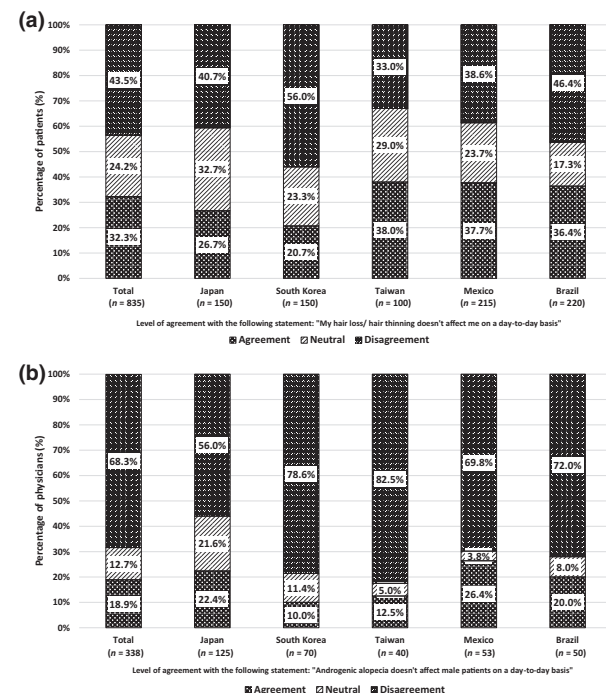 (a)
100%
90%
80%
70%
60%
50%
40%
30%
20%
10%
0%
Percentage of patients (%)
43.5% 40.7% 56.0% 33.0% 38.6% 46.4%
24.2% 32.7% 23.3% 29.0% 23.7% 17.3%
32.3% 26.7% 20.7% 38.0% 37.7% 36.4%
Total Japan South Korea Taiwan Mexico Brazil
(n = 835) (n = 150) (n = 150) (n = 100) (n = 215) (n = 220)
Level of agreement with the following statement: "My hair loss/ hair thinning doesn't affect me on a day-to-day basis"
Agreement Neutral Disagreement
(b)
100%
90%
80%
70%
60%
50%
40%
30%
20%
10%
0%
Percentage of physicians (%)
68.3% 56.0% 78.6% 82.5% 69.8% 72.0%
12.7% 21.6% 11.4% 5.0% 3.8% 8.0%
18.9% 22.4% 10.0% 12.5% 26.4% 20.0%
Total Japan South Korea Taiwan Mexico Brazil
(n = 338) (n = 125) (n = 70) (n = 40) (n = 53) (n = 50)
Level of agreement with the following statement: "Androgenic alopecia doesn't affect male patients on a day-to-day basis"
Agreement Neutral Disagreement